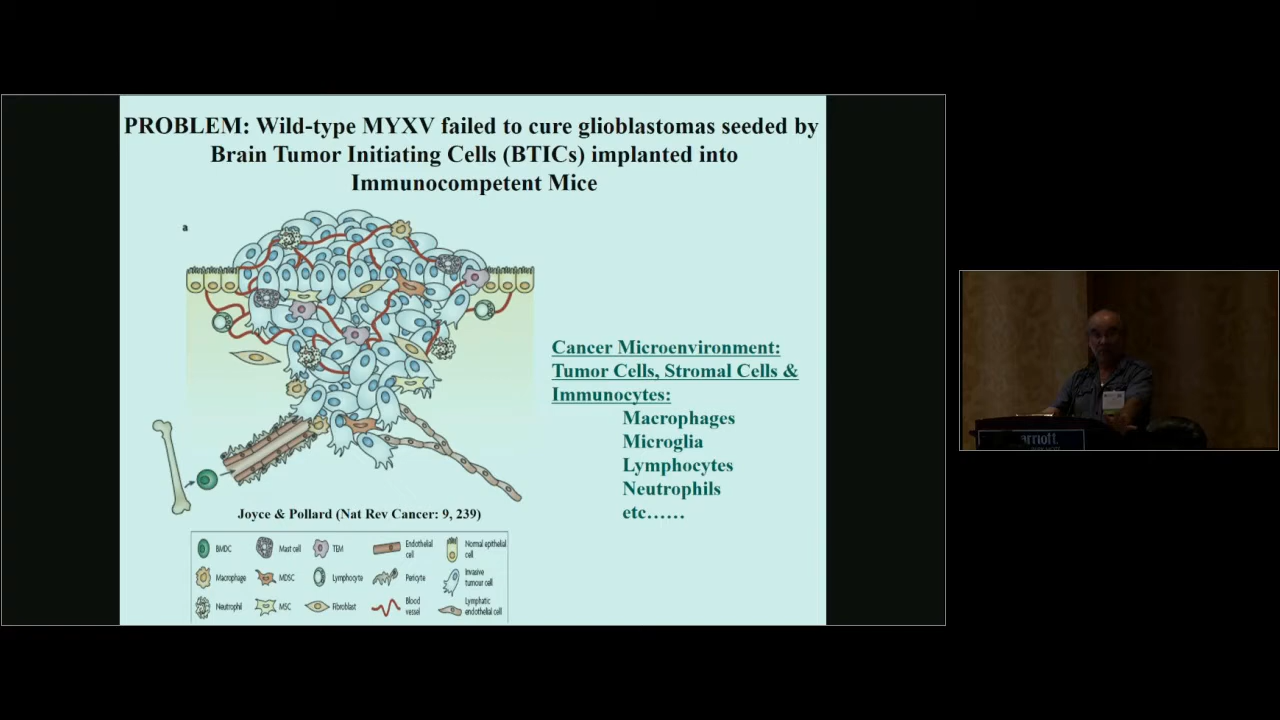 PROBLEM: Wild-type MYXV failed to cure glioblastomas seeded by
Brain Tumor Initiating Cells (BTICs) implanted into
Immunocompetent Mice
a
Cancer Microenvironment:
Tumor Cells, Stromal Cells &
Immunocytes:
Macrophages
Microglia
Lymphocytes
Neutrophils
etc……
Joyce & Pollard (Nat Rev Cancer: 9, 239)
BMDC
Mast cell
TEM
Endothelial
cell
Normal epithelial
cell
Macrophage
MDSC
Lymphocyte
Pericyte
Invasive
tumour cell
Neutrophil
MSC
Fibroblast
Blood
vessel
Lymphatic
endothelial cell
arriott